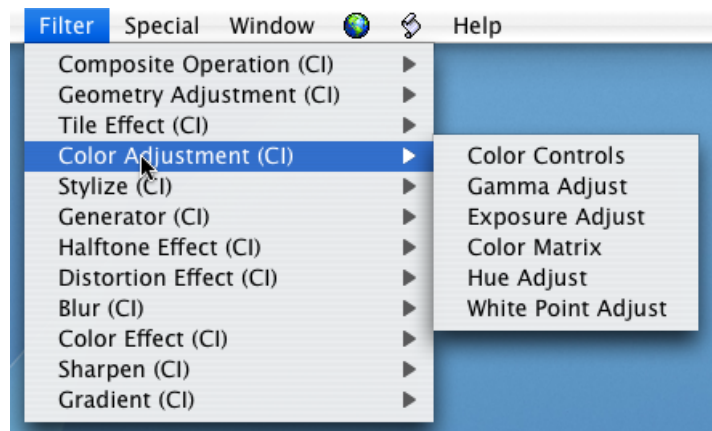 Filter Special Window Help
Composite Operation (CI)
Geometry Adjustment (CI)
Tile Effect (CI)
Color Adjustment (CI)
Stylize (CI)
Generator (CI)
Halftone Effect (CI)
Distortion Effect (CI)
Blur (CI)
Color Effect (CI)
Sharpen (CI)
Gradient (CI)
Color Controls
Gamma Adjust
Exposure Adjust
Color Matrix
Hue Adjust
White Point Adjust